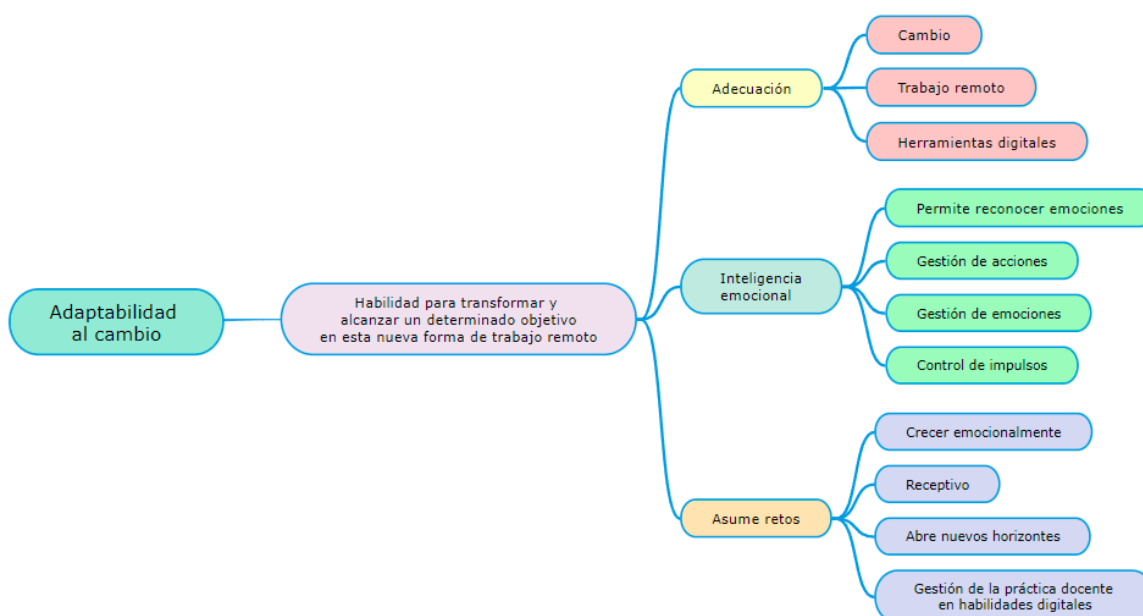 Adaptabilidad
al cambio
Habilidad para transformar y
alcanzar un determinado objetivo
en esta nueva forma de trabajo remoto
Adecuación
Cambio
Trabajo remoto
Herramientas digitales
Inteligencia
emocional
Permite reconocer emociones
Gestión de acciones
Gestión de emociones
Control de impulsos
Asume retos
Crecer emocionalmente
Receptivo
Abre nuevos horizontes
Gestión de la práctica docente
en habilidades digitales